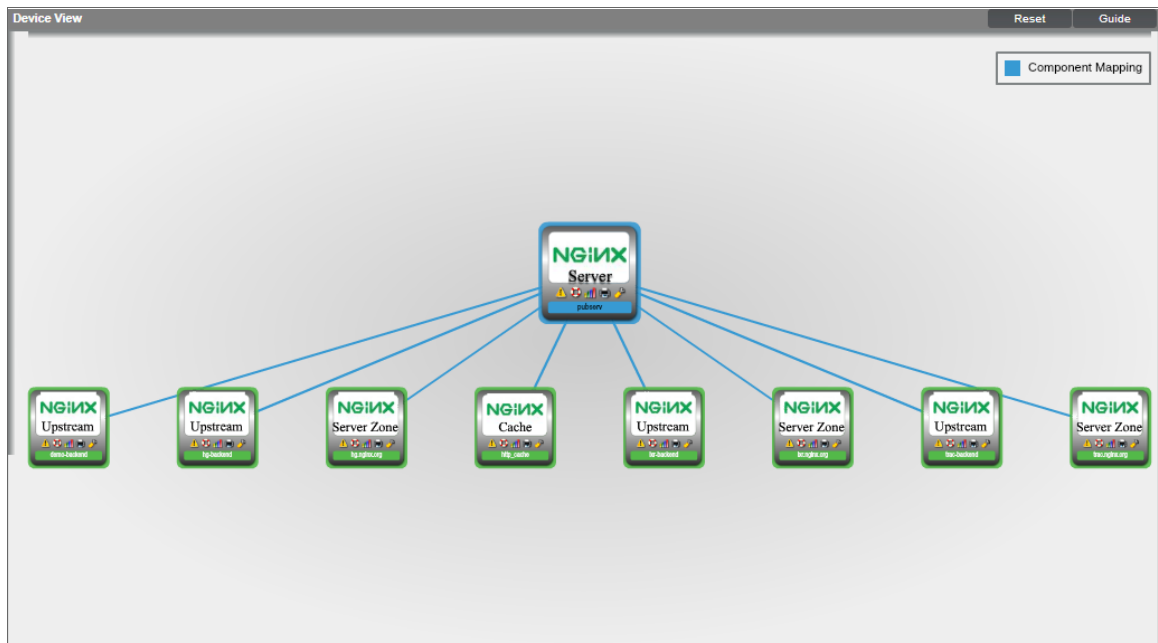 Device View
Reset
Guide
Component Mapping
NGiNX
Server
pubserv
NGiNX
Upstream
demo-backend
NGiNX
Upstream
hg-backend
NGiNX
Server Zone
hg.nginx.org
NGiNX
Cache
http_cache
NGiNX
Upstream
lxr-backend
NGiNX
Server Zone
lxr.nginx.org
NGiNX
Upstream
trac-backend
NGiNX
Server Zone
trac.nginx.org